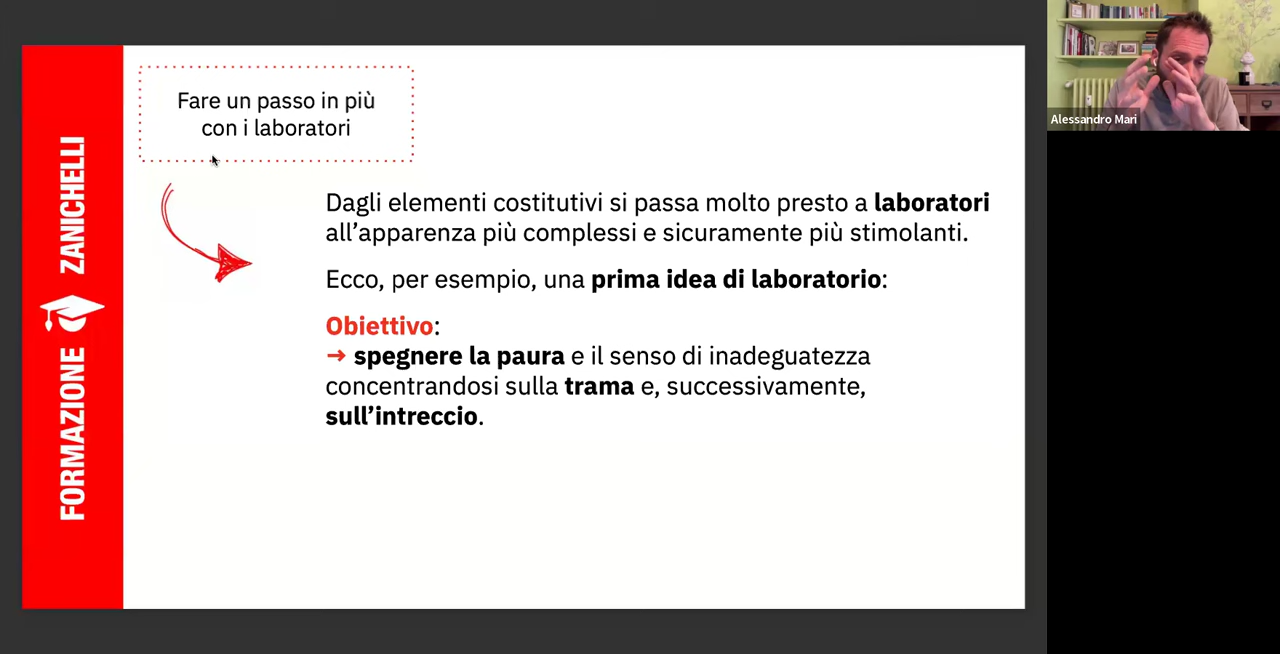 Fare un passo in più
con i laboratori
FORMAZIONE ZANICHELLI
Dagli elementi costitutivi si passa molto presto a laboratori
all’apparenza più complessi e sicuramente più stimolanti.
Ecco, per esempio, una prima idea di laboratorio:
Obiettivo:
→ spegnere la paura e il senso di inadeguatezza
concentrandosi sulla trama e, successivamente,
sull’intreccio.
Alessandro Mari